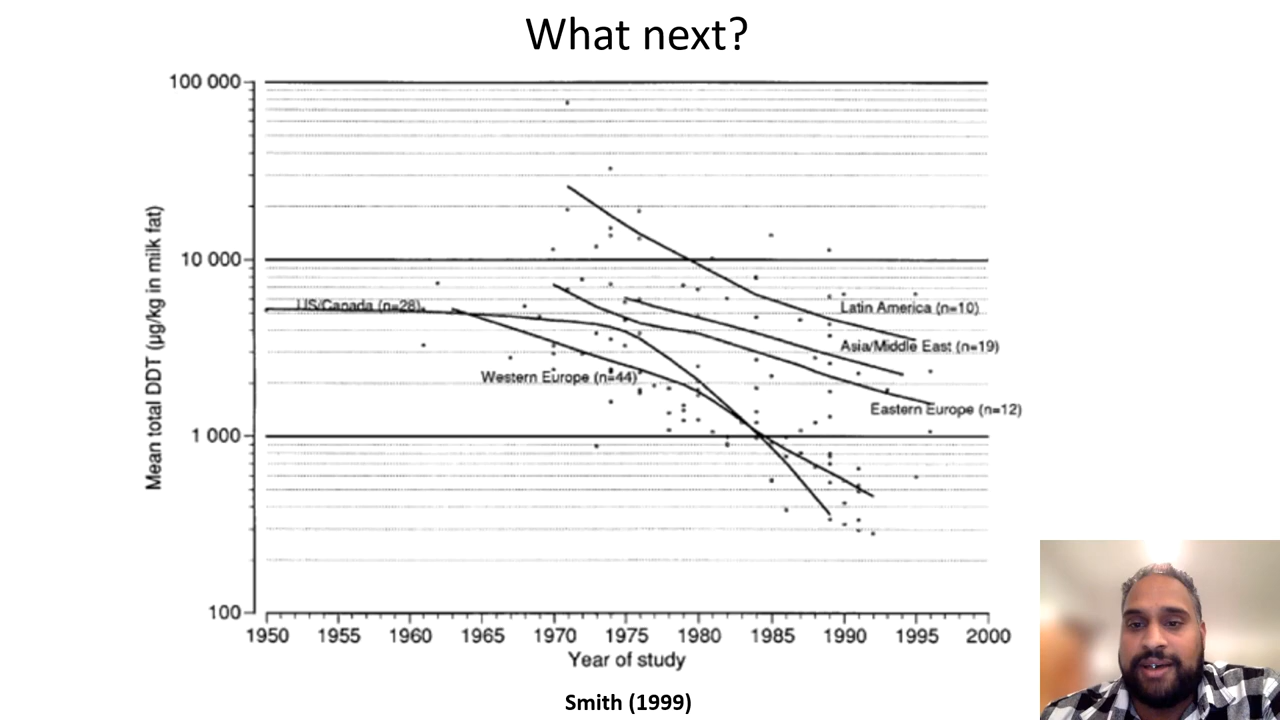 What next?
100 000
10 000
1 000
100
Mean total DDT (µg/kg in milk fat)
US/Canada (n=28)
Western Europe (n=44)
Latin America (n=10)
Asia/Middle East (n=19)
Eastern Europe (n=12)
1950 1955 1960 1965 1970 1975 1980 1985 1990 1995 2000
Year of study
Smith (1999)